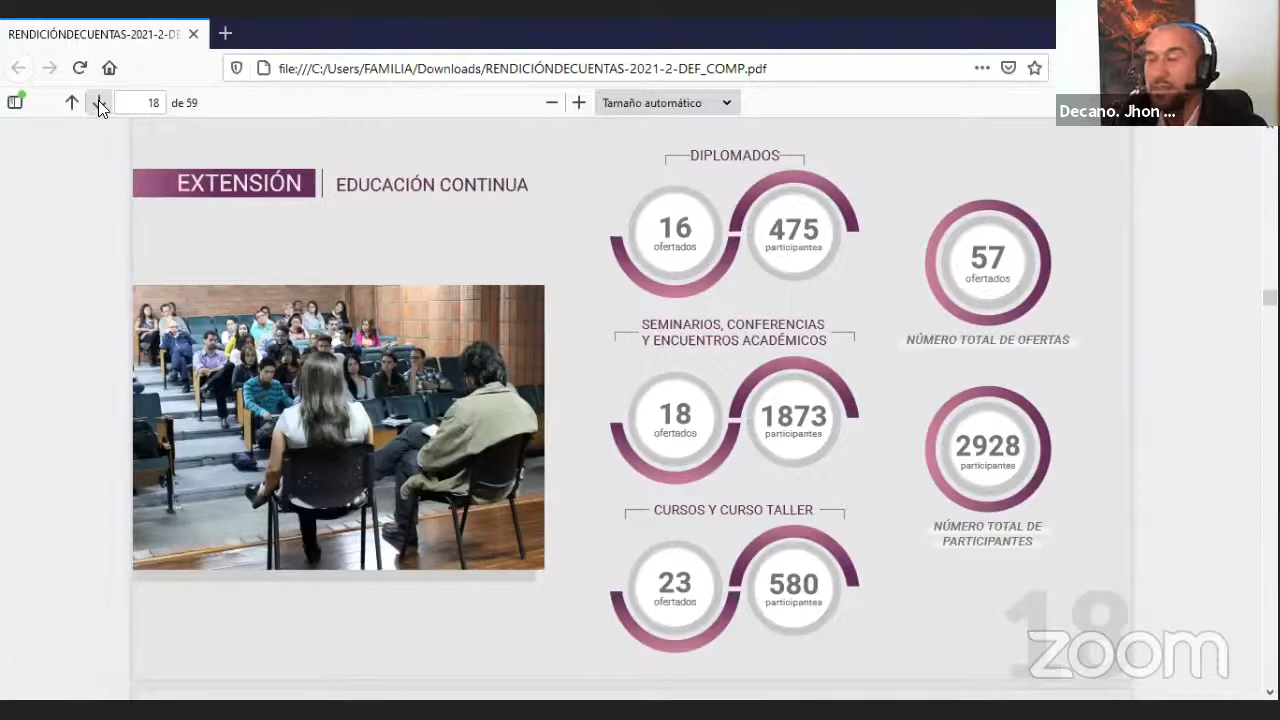 RENDICIÓNDECUENTAS-2021-2-DE
file:///C:/Users/FAMILIA/Downloads/RENDICIÓNDECUENTAS-2021-2-DEF_COMP.pdf
18 de 59
Tamaño automático
Decano. Jhon ...
EXTENSIÓN
EDUCACIÓN CONTINUA
DIPLOMADOS
16
ofertados
475
participantes
SEMINARIOS, CONFERENCIAS
Y ENCUENTROS ACADÉMICOS
18
ofertados
1873
participantes
CURSOS Y CURSO TALLER
23
ofertados
580
participantes
57
ofertados
NÚMERO TOTAL DE OFERTAS
2928
participantes
NÚMERO TOTAL DE
PARTICIPANTES
18
zoom